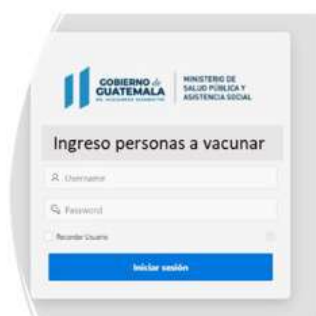 GOBIERNO de
GUATEMALA
MINISTERIO DE
SALUD PÚBLICA Y
ASISTENCIA SOCIAL
Ingreso personas a vacunar
Username
Password
Recordar Usuario
Iniciar sesión